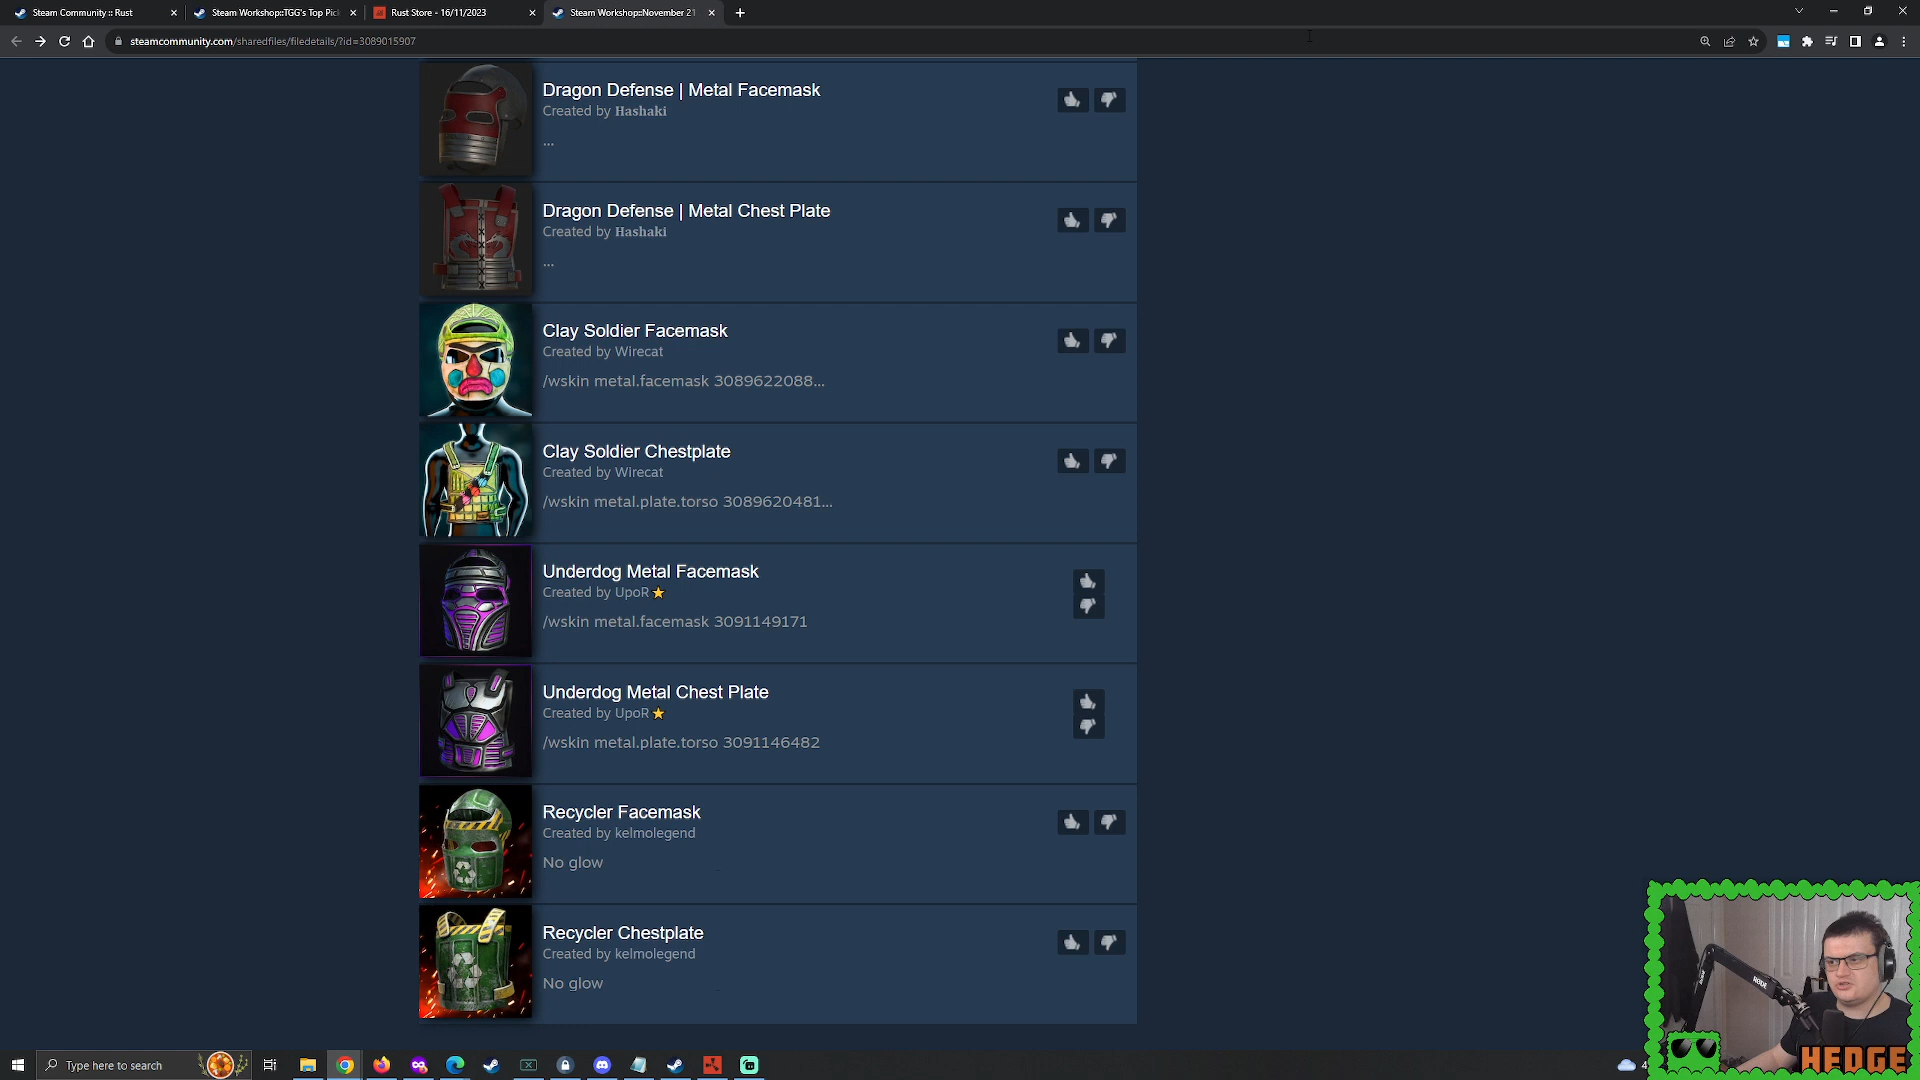 Steam Community :: Rust
Steam Workshop::TGG's Top Pic
Rust Store - 16/11/2023
Steam Workshop::November 21
steamcommunity.com/sharedfiles/filedetails/?id=3089015907
Dragon Defense | Metal Facemask
Created by Hashaki
...
Dragon Defense | Metal Chest Plate
Created by Hashaki
...
Clay Soldier Facemask
Created by Wirecat
/wskin metal.facemask 3089622088...
Clay Soldier Chestplate
Created by Wirecat
/wskin metal.plate.torso 3089620481...
Underdog Metal Facemask
Created by UpoR⭐
/wskin metal.facemask 3091149171
Underdog Metal Chest Plate
Created by UpoR⭐
/wskin metal.plate.torso 3091146482
Recycler Facemask
Created by kelmolegend
No glow
Recycler Chestplate
Created by kelmolegend
No glow
RODE
HEDGE
Type here to search